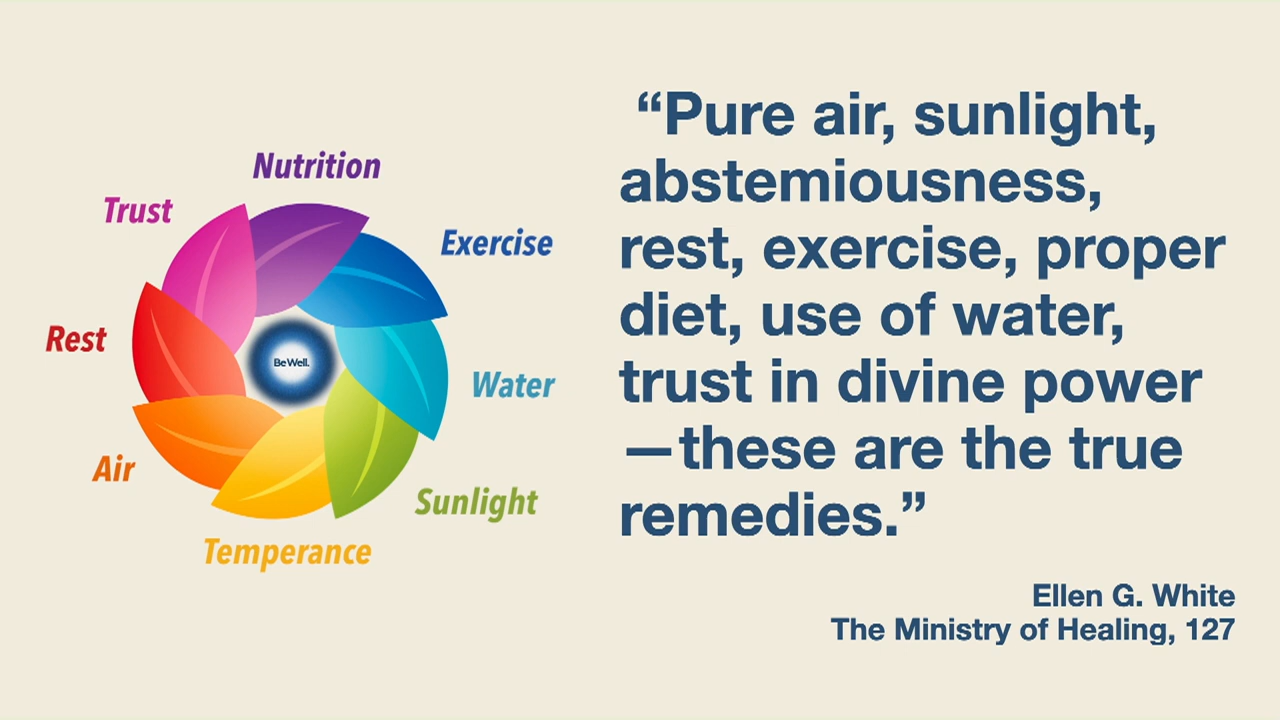 Nutrition
Trust
Exercise
Rest
Be Well.
Water
Air
Sunlight
Temperance
“Pure air, sunlight,
abstemiousness,
rest, exercise, proper
diet, use of water,
trust in divine power
—these are the true
remedies.”
Ellen G. White
The Ministry of Healing, 127